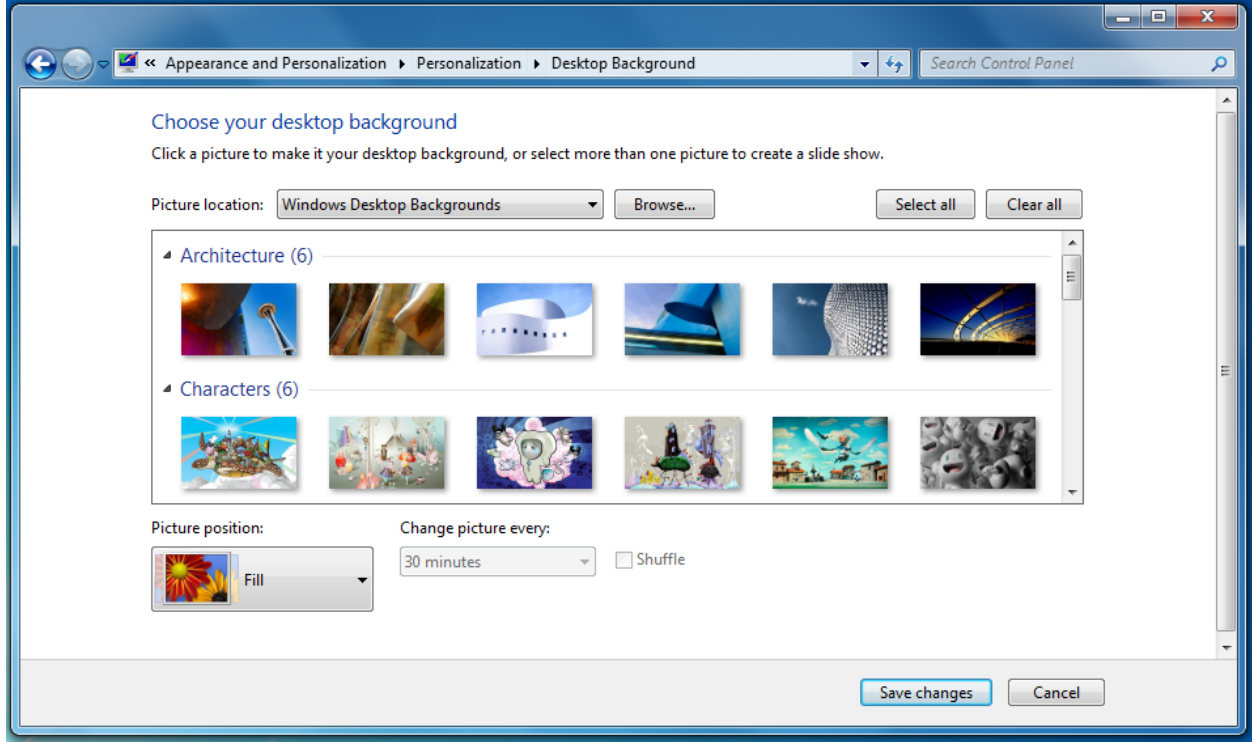 « Appearance and Personalization ▸ Personalization ▸ Desktop Background
Search Control Panel
Choose your desktop background
Click a picture to make it your desktop background, or select more than one picture to create a slide show.
Picture location: Windows Desktop Backgrounds Browse... Select all Clear all
Architecture (6)
Characters (6)
Picture position: Change picture every:
Fill 30 minutes Shuffle
Save changes Cancel